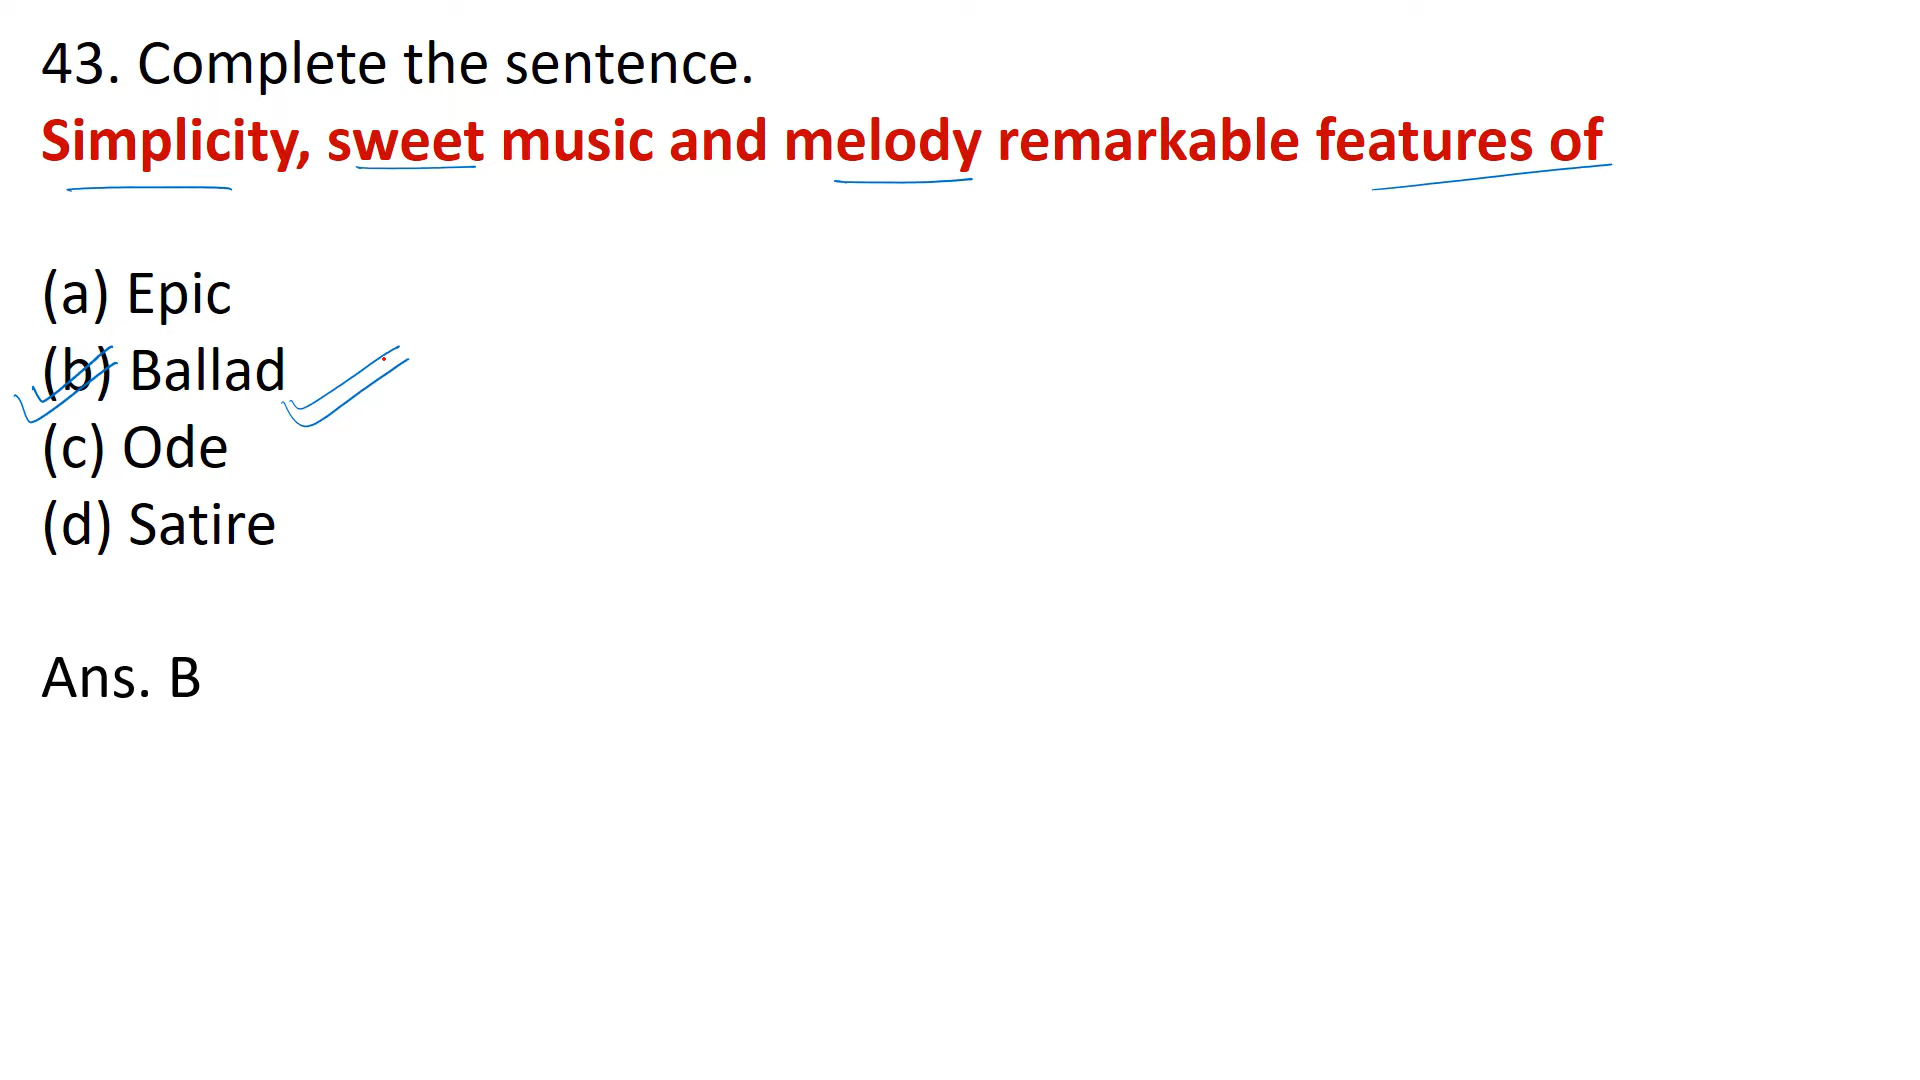 43. Complete the sentence.
Simplicity, sweet music and melody remarkable features of
(a) Epic
(b) Ballad
(c) Ode
(d) Satire
Ans. B